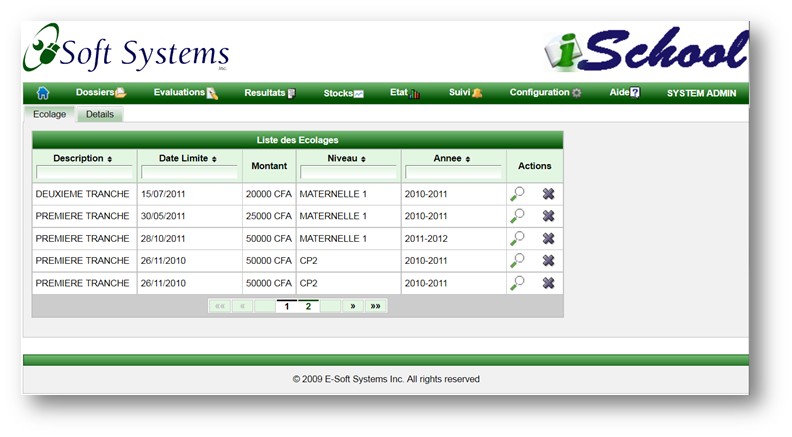 Soft Systems Inc.
iSchool
Dossiers Evaluations Resultats Stocks Etat Suivi Configuration Aide SYSTEM ADMIN
Ecolage Details
Liste des Ecolages
Description Date Limite Montant Niveau Annee Actions
DEUXIEME TRANCHE 15/07/2011 20000 CFA MATERNELLE 1 2010-2011
PREMIERE TRANCHE 30/05/2011 25000 CFA MATERNELLE 1 2010-2011
PREMIERE TRANCHE 28/10/2011 50000 CFA MATERNELLE 1 2011-2012
PREMIERE TRANCHE 26/11/2010 50000 CFA CP2 2010-2011
PREMIERE TRANCHE 26/11/2010 50000 CFA CP2 2010-2011
«« « 1 2 » »»
© 2009 E-Soft Systems Inc. All rights reserved